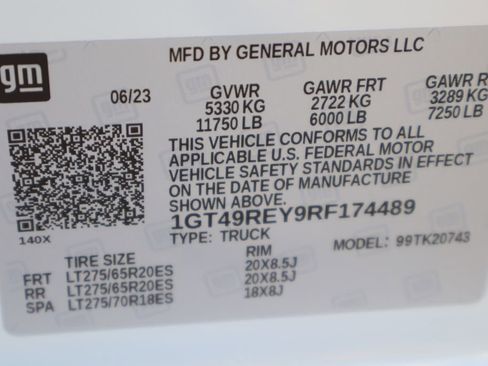 gm
MFD BY GENERAL MOTORS LLC
06/23 GVWR GAWR FRT GAWR R
5330 KG 2722 KG 3289 KG
11750 LB 6000 LB 7250 LB
THIS VEHICLE CONFORMS TO ALL
APPLICABLE U.S. FEDERAL MOTOR
VEHICLE SAFETY STANDARDS IN EFFECT
ON THE DATE OF MANUFACTURE
SHOWN ABOVE.
1GT49REY9RF174489
140X
TYPE: TRUCK MODEL: 99TK20743
TIRE SIZE RIM
FRT LT275/65R20ES 20X8.5J
RR LT275/65R20ES 20X8.5J
SPA LT275/70R18ES 18X8J